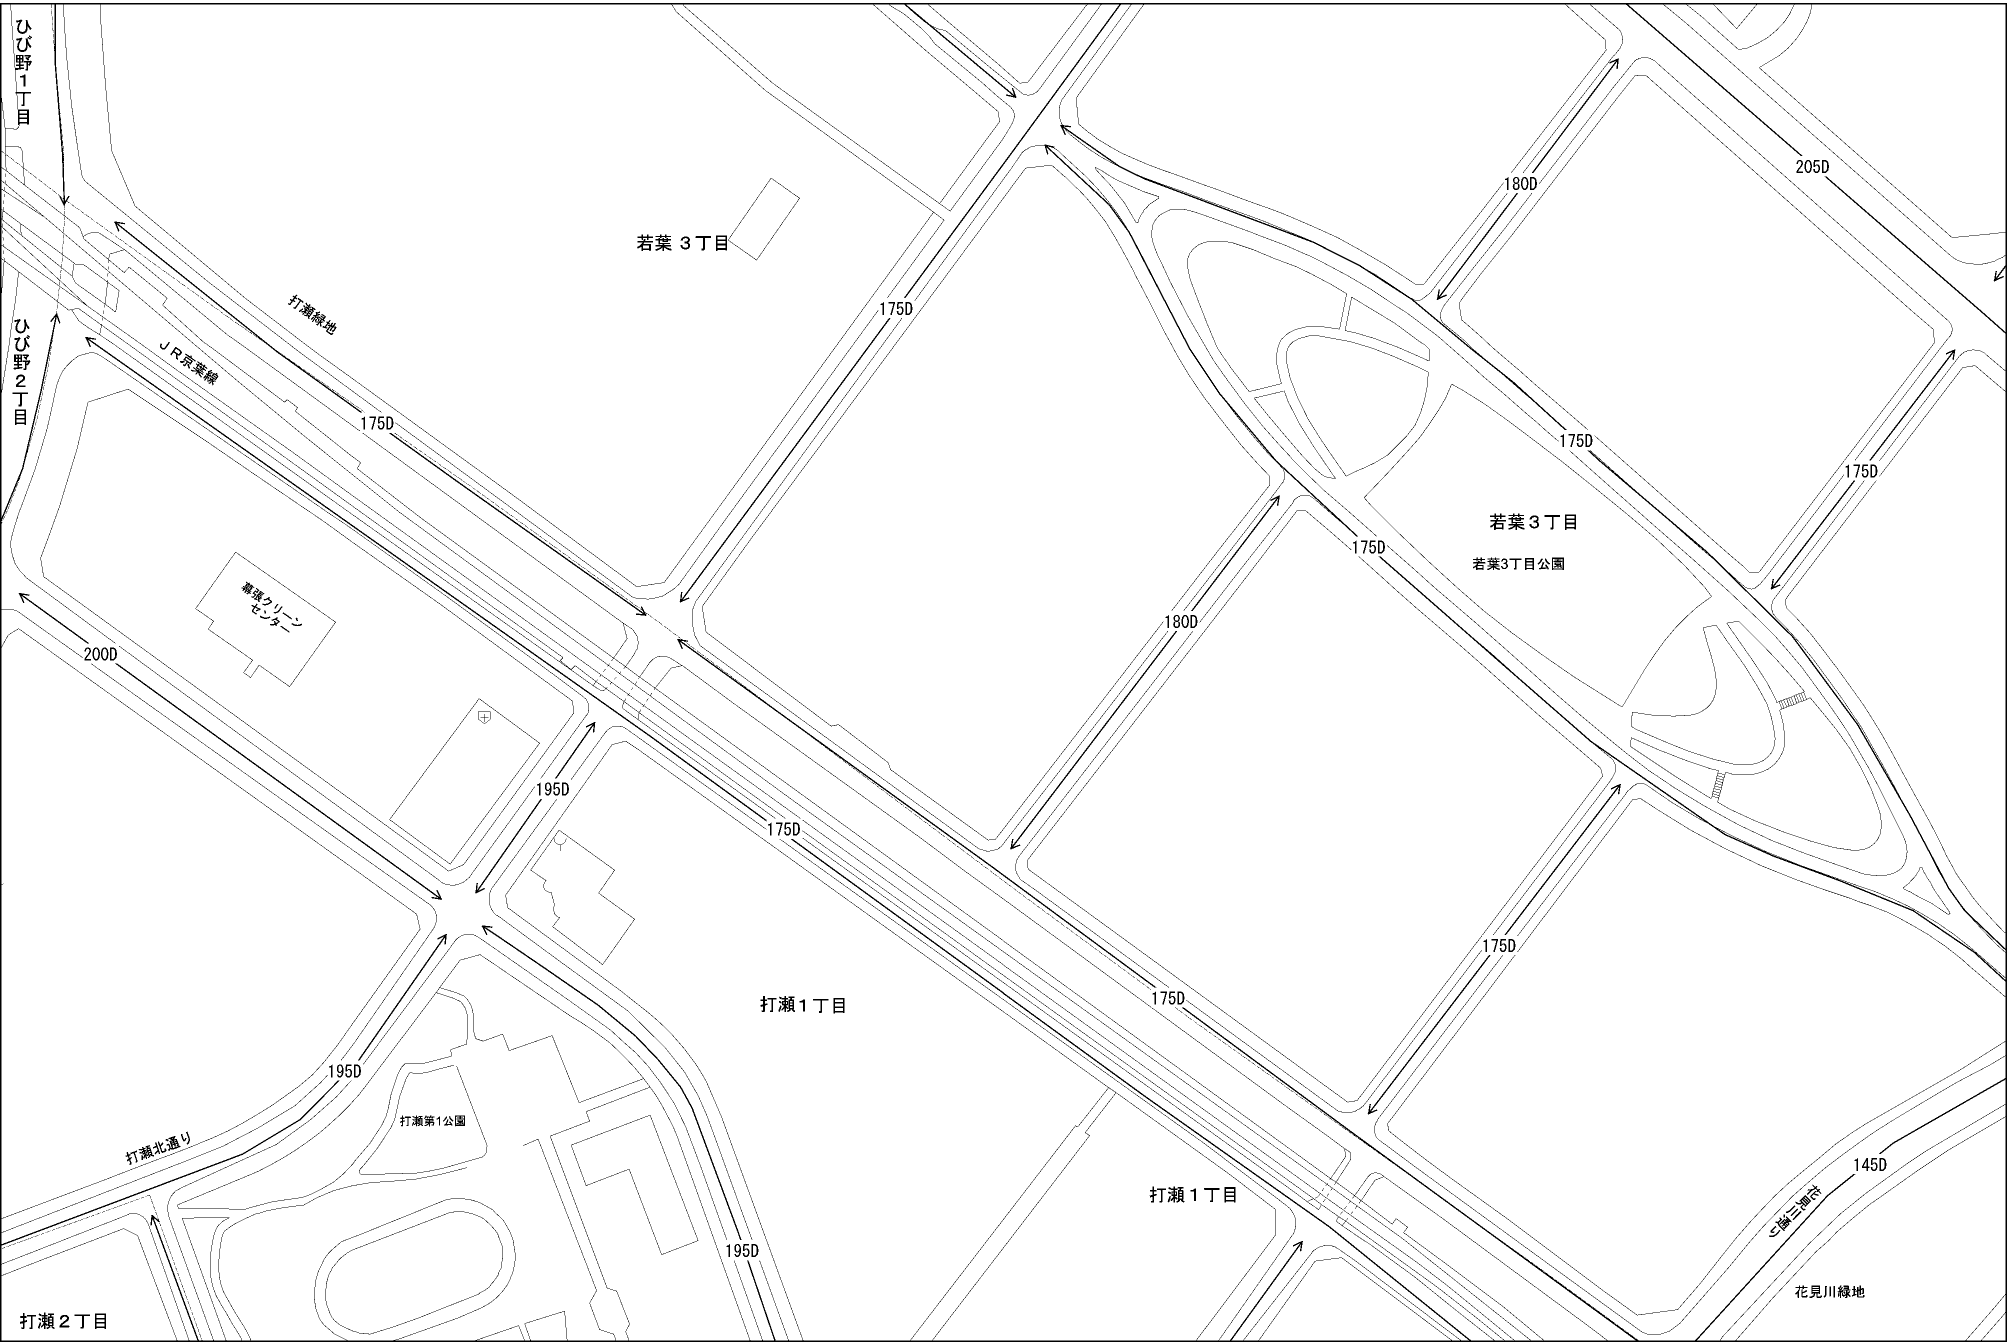 ひび野１丁目
205D
180D
若葉 ３丁目
175D
打瀬緑地
ＪＲ京葉線
ひび野２丁目
175D
175D
175D
若葉３丁目
175D
若葉3丁目公園
幕張クリーン
センター
180D
200D
195D
175D
175D
175D
打瀬１丁目
195D
打瀬第1公園
打瀬北通り
145D
打瀬１丁目
花見川通り
195D
花見川緑地
打瀬２丁目